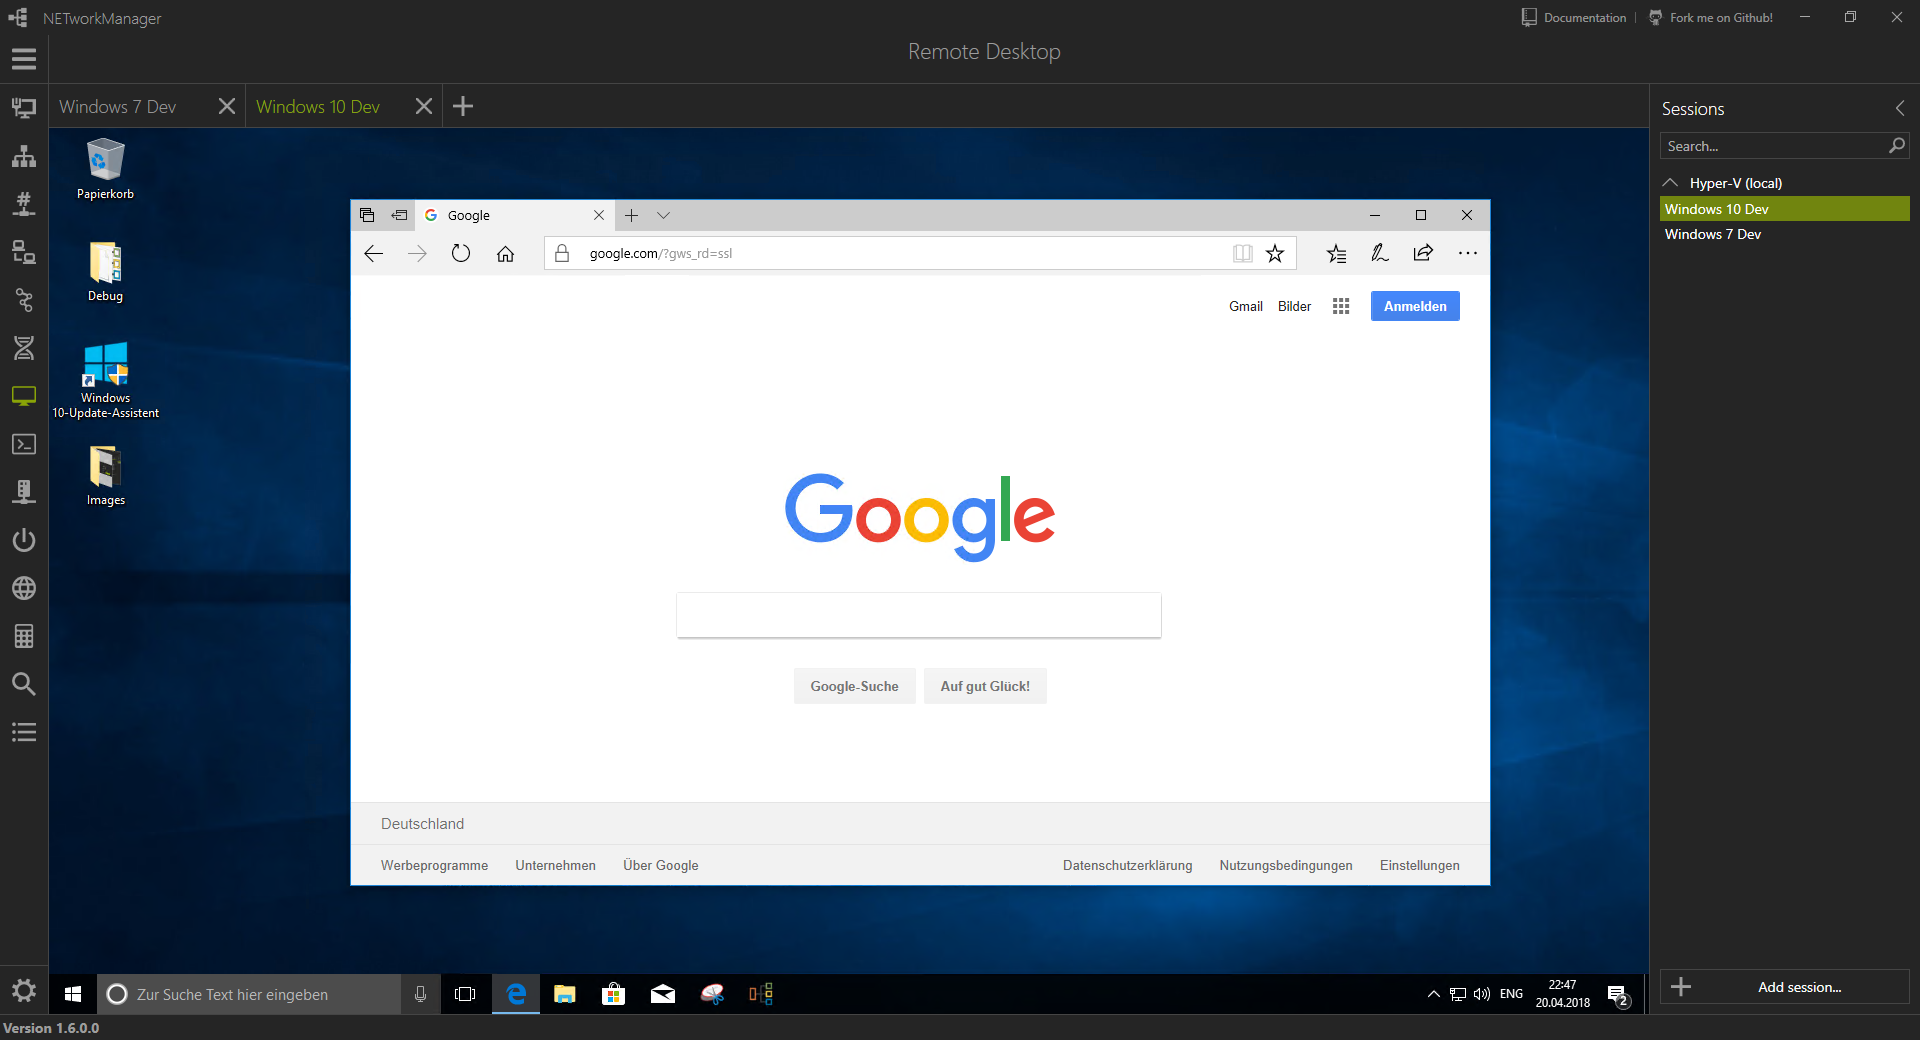 NETworkManager
Documentation
Fork me on Github!
Remote Desktop
Windows 7 Dev
Windows 10 Dev
Sessions
Search...
Hyper-V (local)
Windows 10 Dev
Windows 7 Dev
Papierkorb
Debug
Windows
10-Update-Assistent
Images
Google
google.com/?gws_rd=ssl
Gmail
Bilder
Anmelden
Google
Google-Suche
Auf gut Glück!
Deutschland
Werbeprogramme
Unternehmen
Über Google
Datenschutzerklärung
Nutzungsbedingungen
Einstellungen
Zur Suche Text hier eingeben
ENG
22:47
20.04.2018
2
Add session...
Version 1.6.0.0